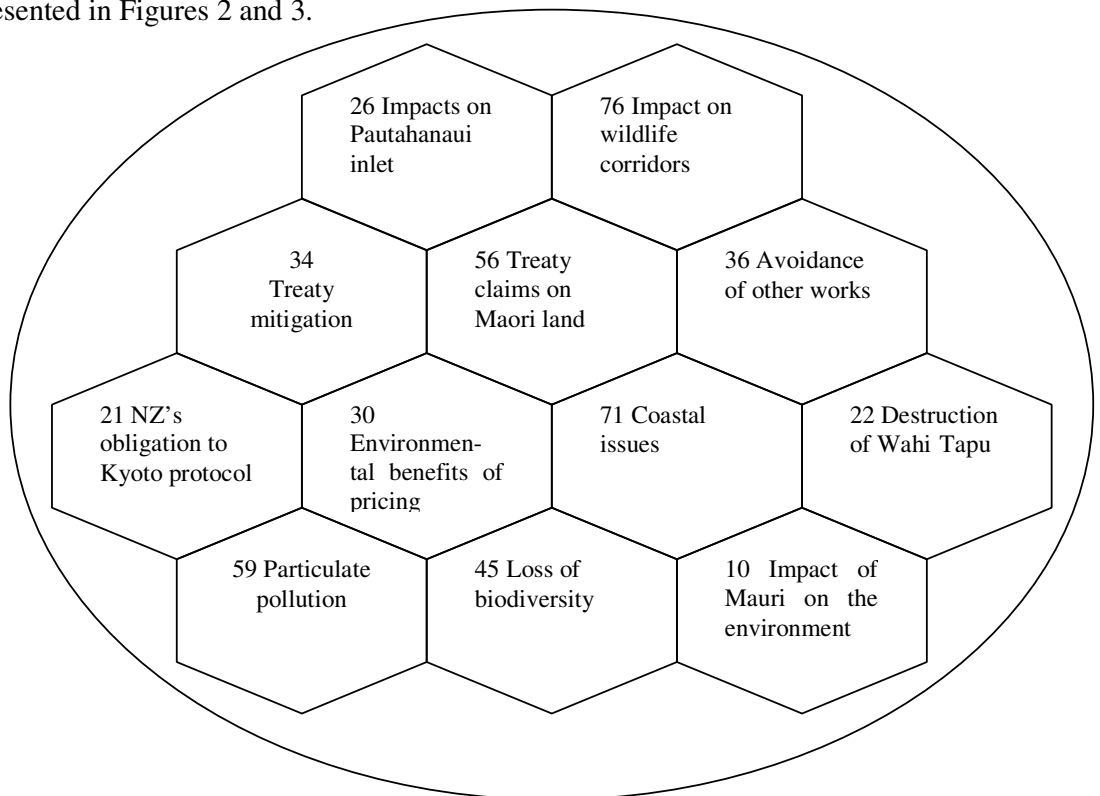 esented in Figures 2 and 3.
26 Impacts on
Pautahanaui
inlet
76 Impact on
wildlife
corridors
34
Treaty
mitigation
56 Treaty
claims on
Maori land
36 Avoidance
of other works
21 NZ’s
obligation to
Kyoto protocol
30
Environmen-
tal benefits of
pricing
71 Coastal
issues
22 Destruction
of Wahi Tapu
59 Particulate
pollution
45 Loss of
biodiversity
10 Impact of
Mauri on the
environment